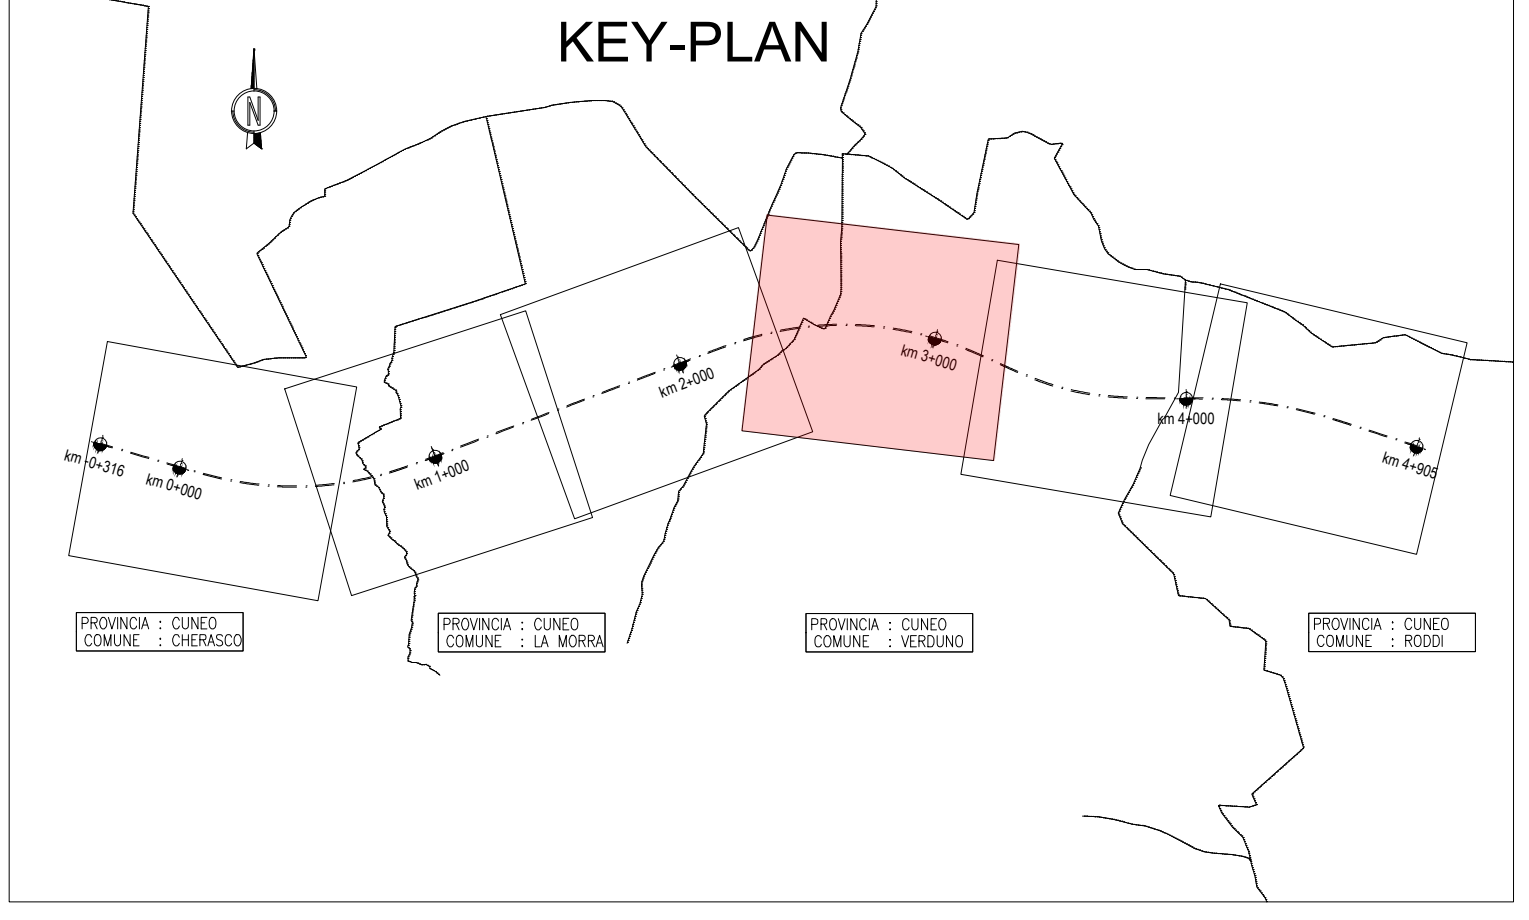 KEY-PLAN
N
km -0+316
km 0+000
km 1+000
km 2+000
km 3+000
km 4+000
km 4+905
PROVINCIA : CUNEO
COMUNE : CHERASCO
PROVINCIA : CUNEO
COMUNE : LA MORRA
PROVINCIA : CUNEO
COMUNE : VERDUNO
PROVINCIA : CUNEO
COMUNE : RODDI